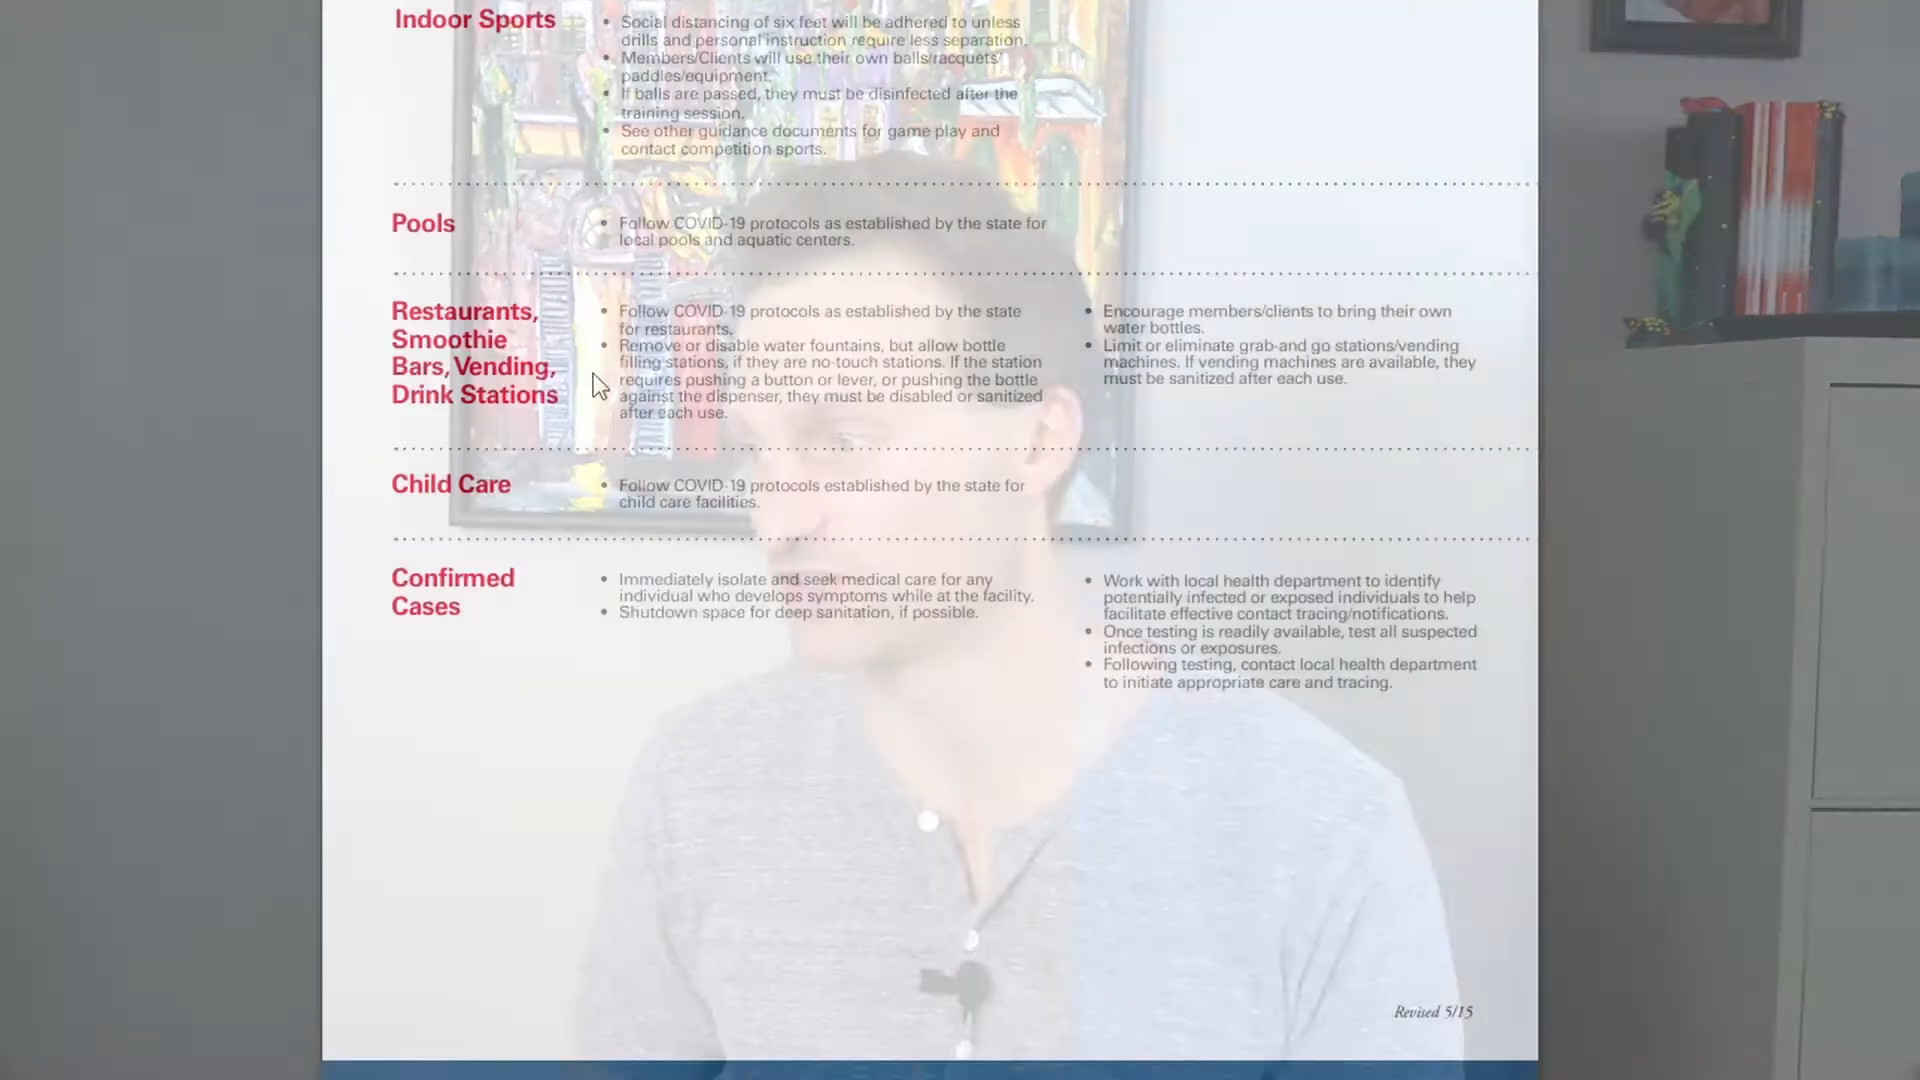 Indoor Sports
• Social distancing of six feet will be adhered to unless
drills and personal instruction require less separation.
• Members/Clients will use their own balls/racquets/
paddles/equipment.
• If balls are passed, they must be disinfected after the
training session.
• See other guidance documents for game play and
contact competition sports.
Pools
• Follow COVID-19 protocols as established by the state for
local pools and aquatic centers.
Restaurants,
Smoothie
Bars, Vending,
Drink Stations
• Follow COVID-19 protocols as established by the state
for restaurants.
• Remove or disable water fountains, but allow bottle
filling stations, if they are no-touch stations. If the station
requires pushing a button or lever, or pushing the bottle
against the dispenser, they must be disabled or sanitized
after each use.
• Encourage members/clients to bring their own
water bottles.
• Limit or eliminate grab-and go stations/vending
machines. If vending machines are available, they
must be sanitized after each use.
Child Care
• Follow COVID-19 protocols established by the state for
child care facilities.
Confirmed
Cases
• Immediately isolate and seek medical care for any
individual who develops symptoms while at the facility.
• Shutdown space for deep sanitation, if possible.
• Work with local health department to identify
potentially infected or exposed individuals to help
facilitate effective contact tracing/notifications.
• Once testing is readily available, test all suspected
infections or exposures.
• Following testing, contact local health department
to initiate appropriate care and tracing.
Revised 5/15